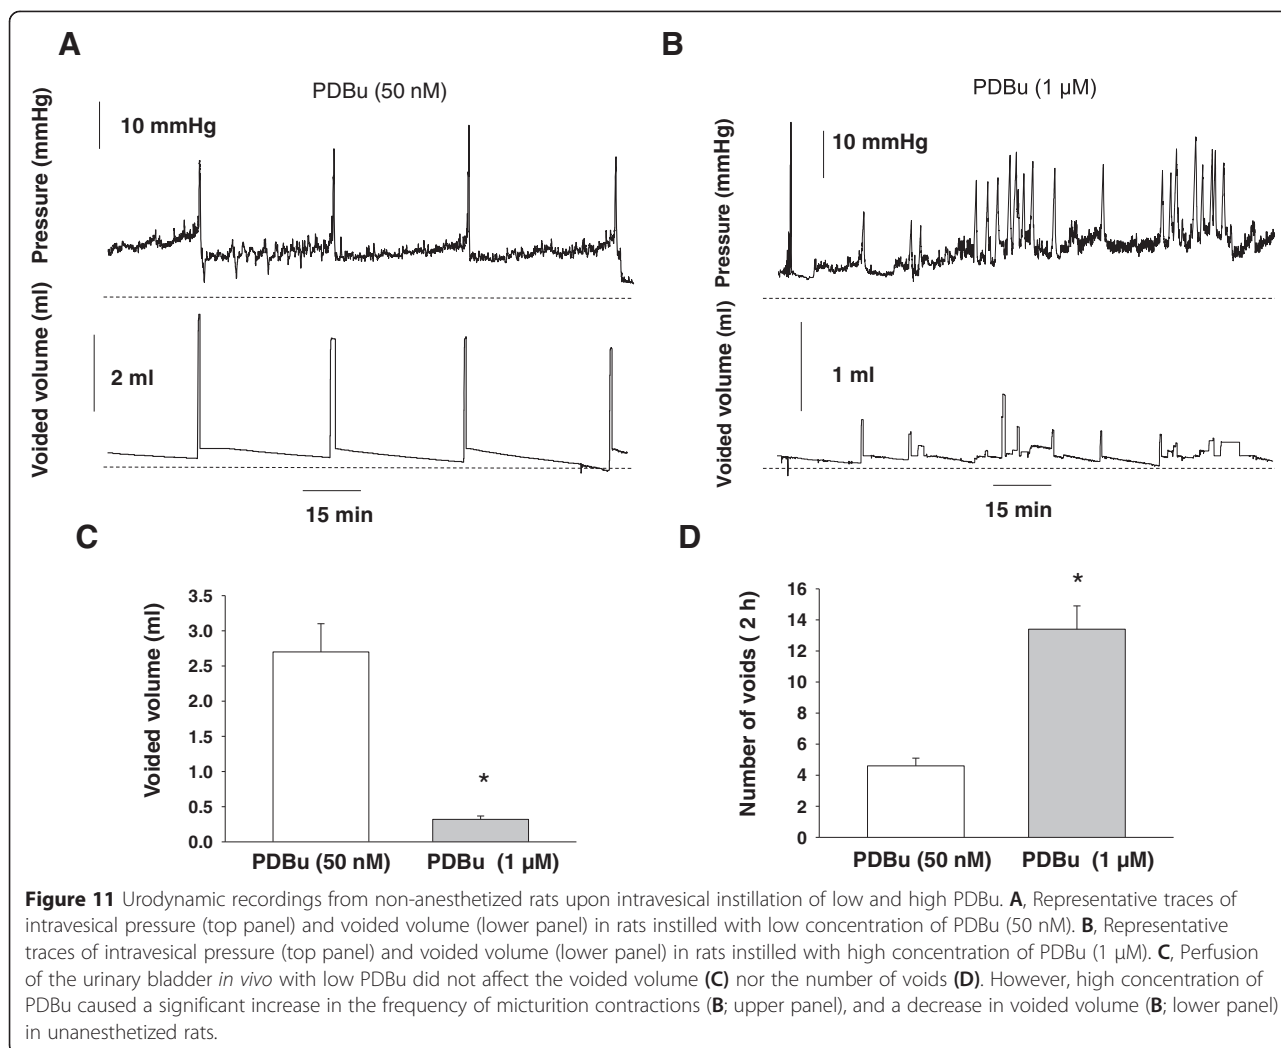 A
PDBu (50 nM)
Pressure (mmHg)
10 mmHg
Voided volume (ml)
2 ml
15 min
B
PDBu (1 µM)
Pressure (mmHg)
10 mmHg
Voided volume (ml)
1 ml
15 min
C
Voided volume (ml)
3.5
3.0
2.5
2.0
1.5
1.0
0.5
0.0
*
PDBu (50 nM)
PDBu (1 µM)
D
Number of voids ( 2 h)
16
14
12
10
8
6
4
2
0
*
PDBu (50 nM)
PDBu (1 µM)
Figure 11 Urodynamic recordings from non-anesthetized rats upon intravesical instillation of low and high PDBu. A, Representative traces of
intravesical pressure (top panel) and voided volume (lower panel) in rats instilled with low concentration of PDBu (50 nM). B, Representative
traces of intravesical pressure (top panel) and voided volume (lower panel) in rats instilled with high concentration of PDBu (1 µM). C, Perfusion
of the urinary bladder in vivo with low PDBu did not affect the voided volume (C) nor the number of voids (D). However, high concentration of
PDBu caused a significant increase in the frequency of micturition contractions (B; upper panel), and a decrease in voided volume (B; lower panel)
in unanesthetized rats.